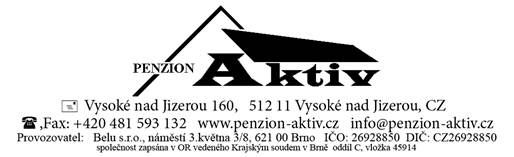 PENZION Aktiv
Vysoké nad Jizerou 160, 512 11 Vysoké nad Jizerou, CZ
,Fax: +420 481 593 132 www.penzion-aktiv.cz info@penzion-aktiv.cz
Provozovatel: Belu s.r.o., náměstí 3.května 3/8, 621 00 Brno IČO: 26928850 DIČ: CZ26928850
společnost zapsána v OR vedeného Krajským soudem v Brně oddíl C, vložka 45914